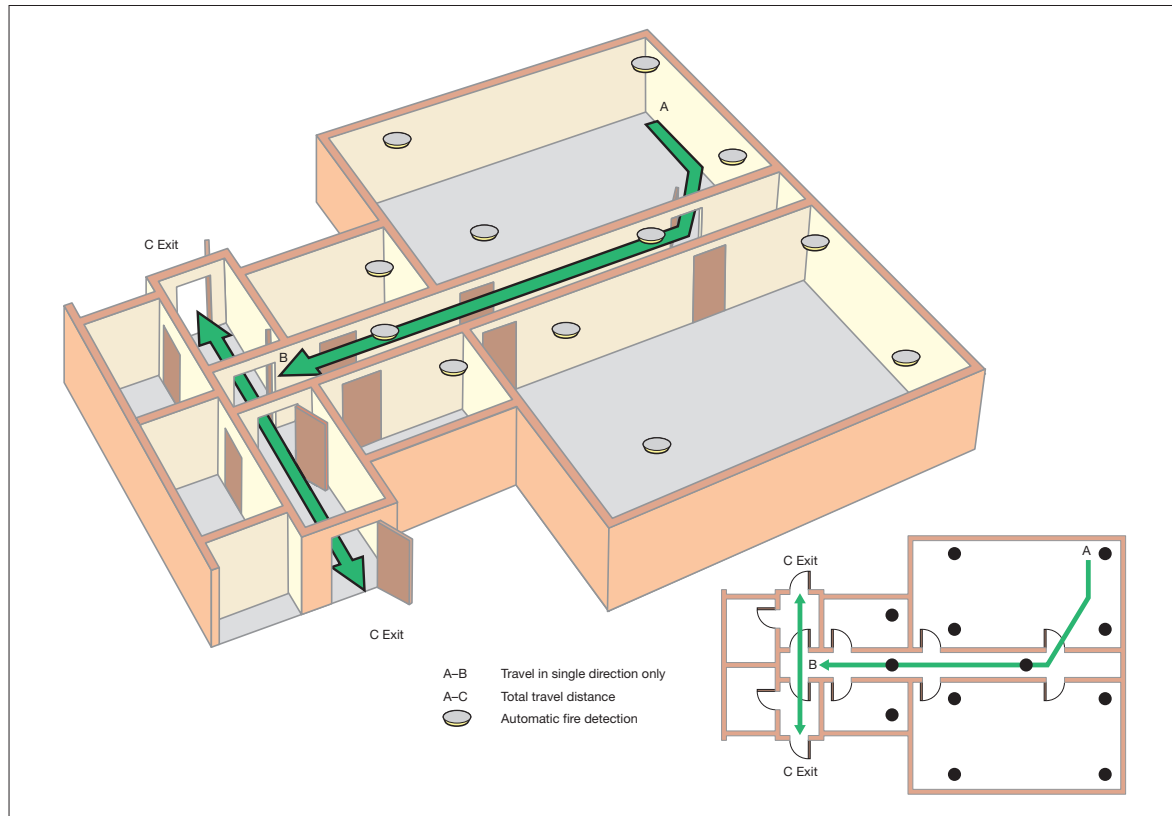 A
C Exit
B
C Exit
A–B Travel in single direction only
A–C Total travel distance
Automatic fire detection
C Exit
A
B
C Exit